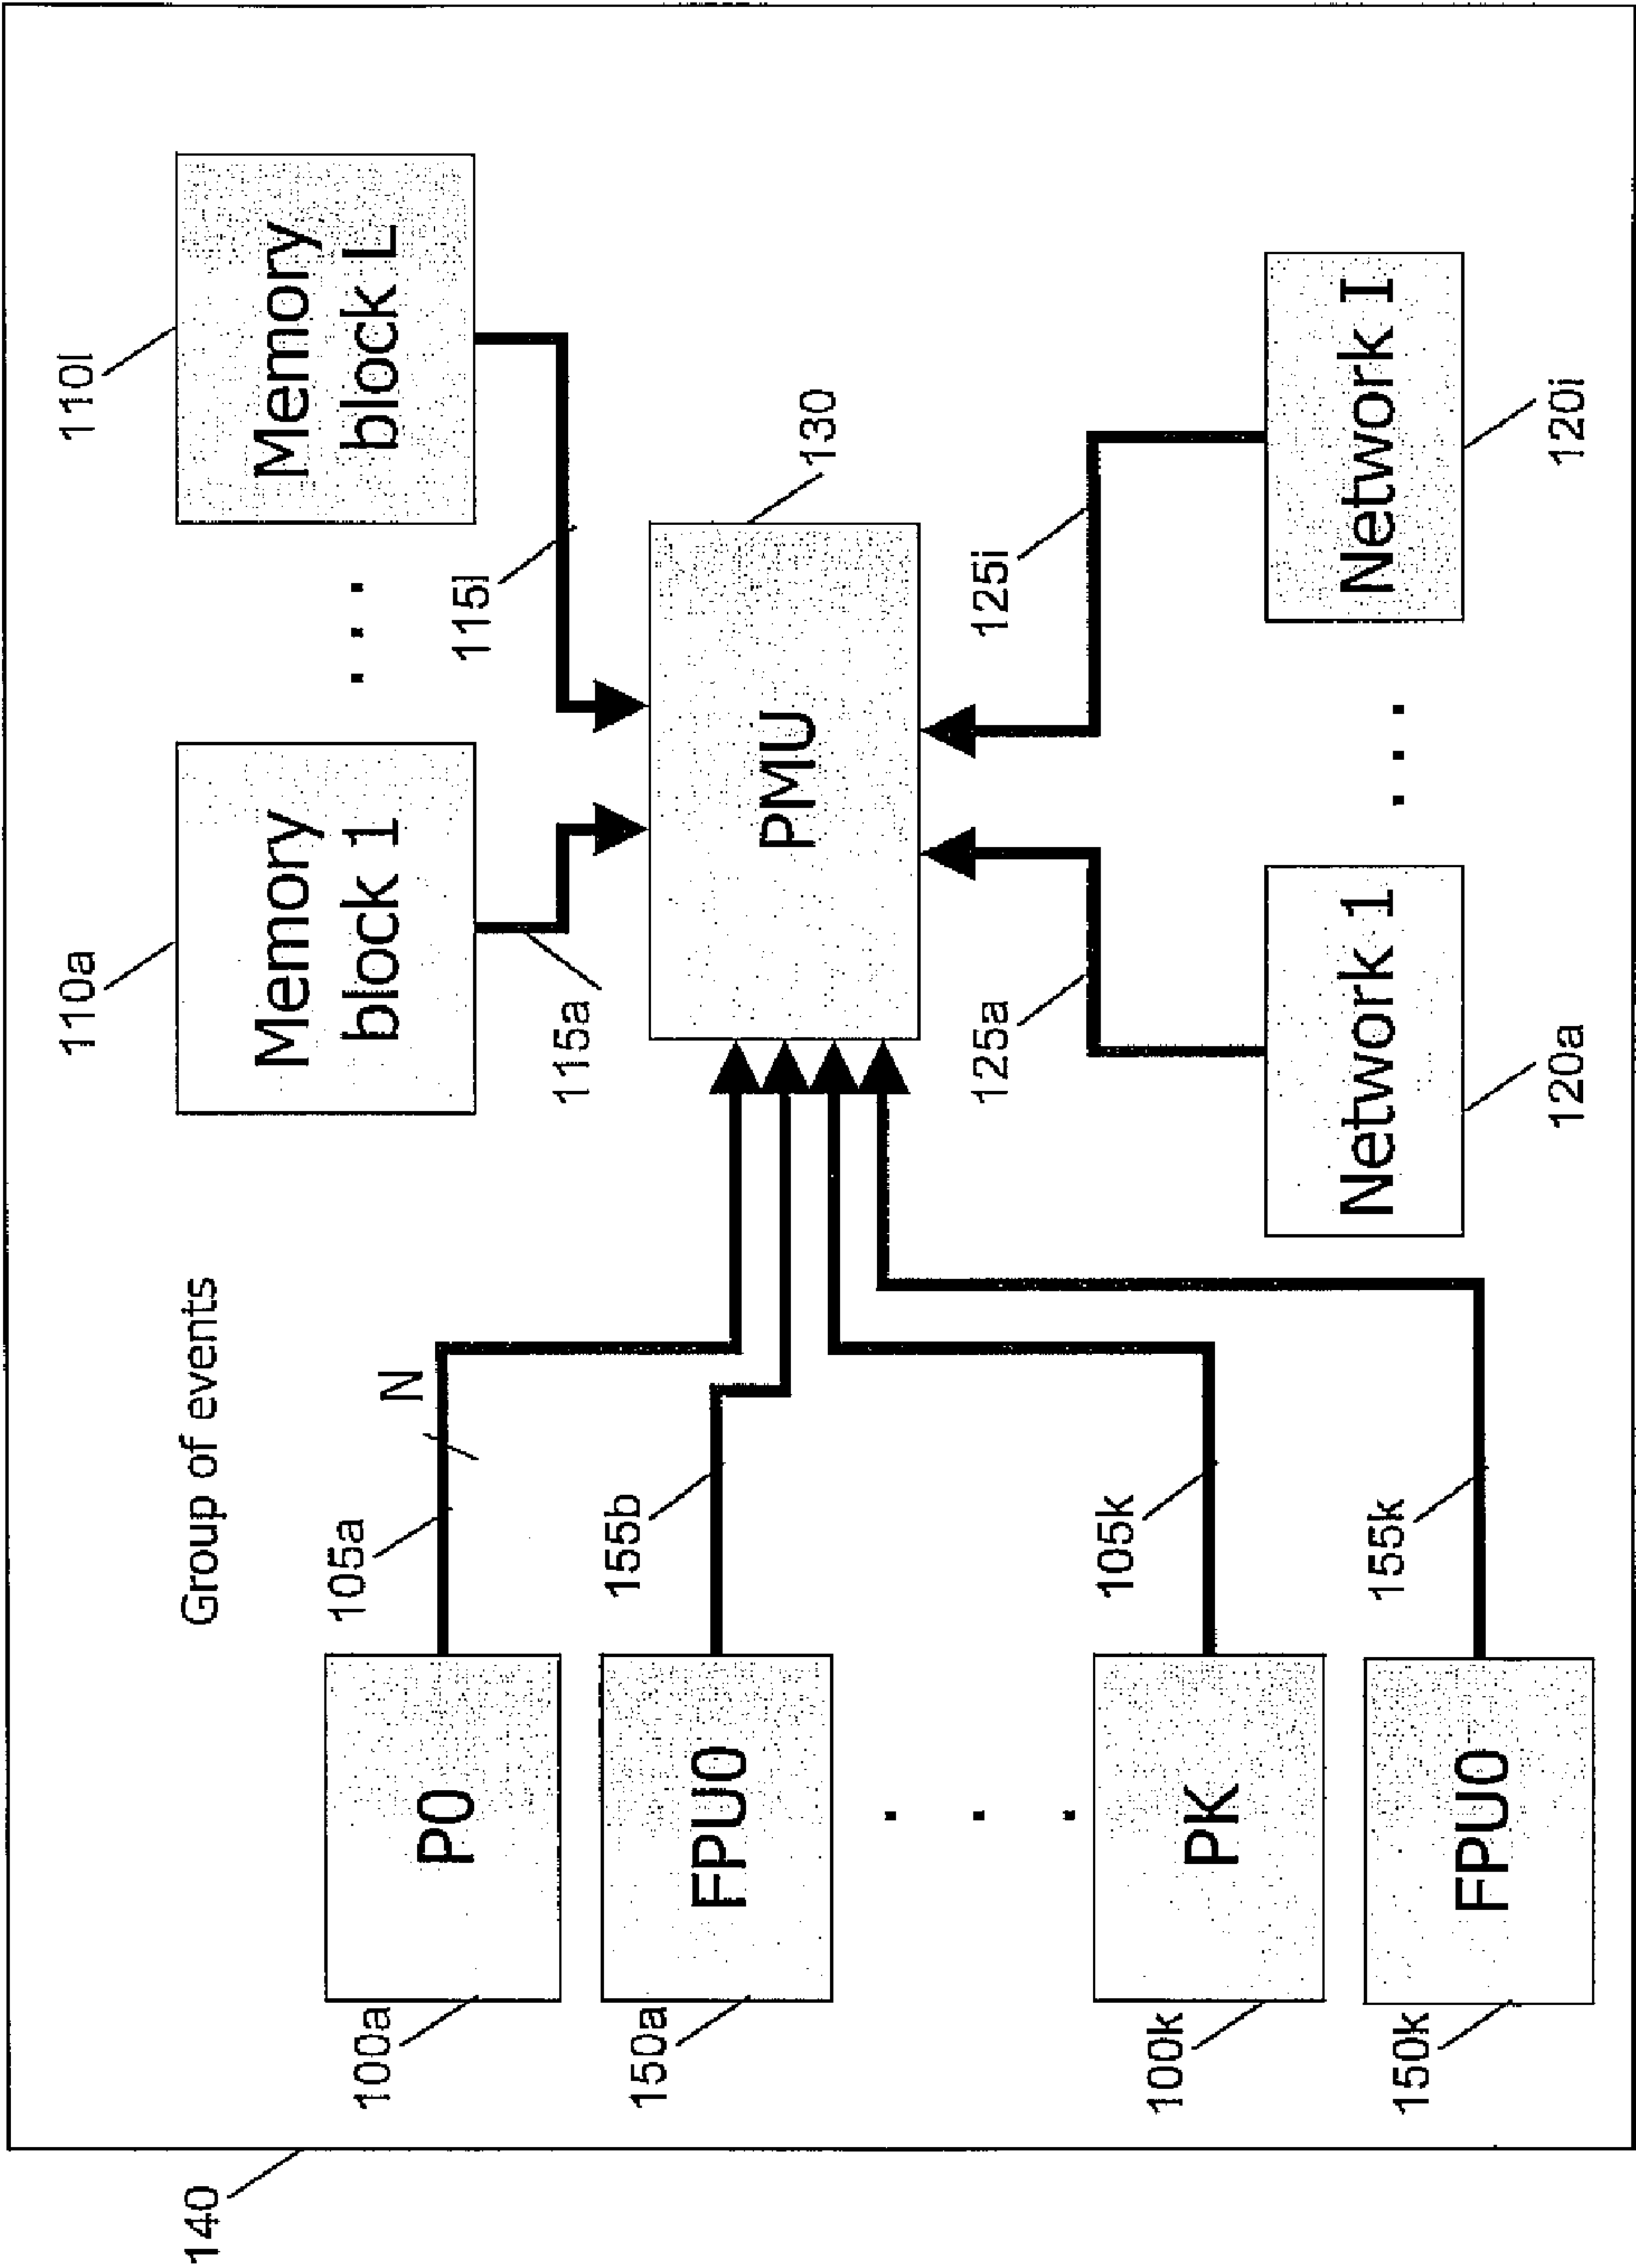 140
110a
110l
Memory
block 1
. . .
Memory
block L
Group of events
115a
115l
100a
P0
105a
N
130
PMU
150a
FPU0
155b
. . .
125a
125i
100k
PK
105k
Network 1
. . .
Network I
150k
FPU0
155k
120a
120i